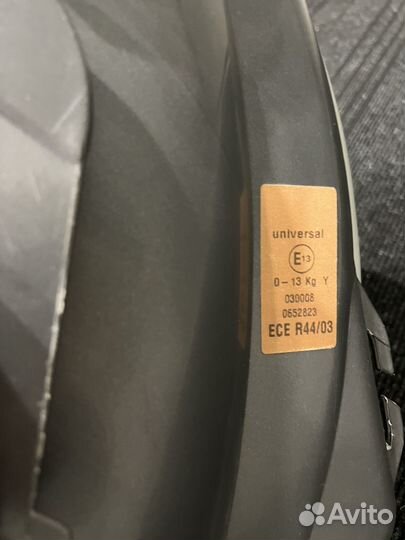 universal
E13
0-13 Kg Y
030008
0652823
ECE R44/03
Avito